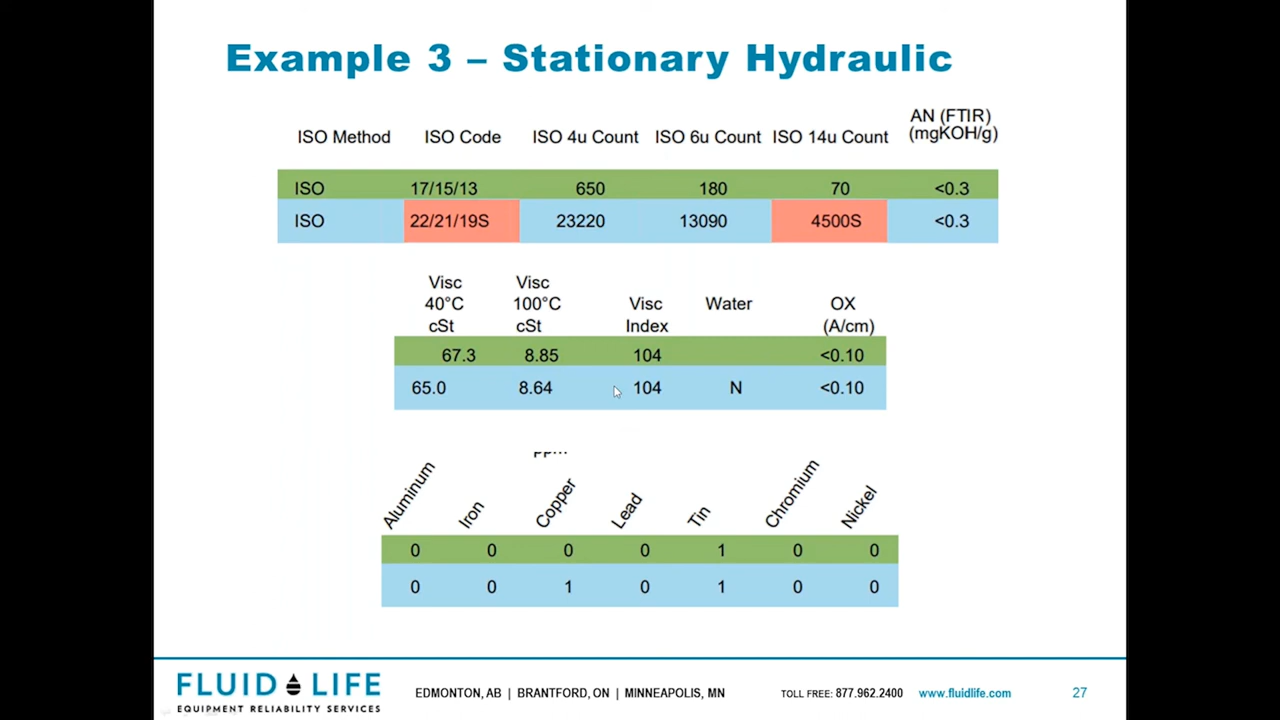 Example 3 – Stationary Hydraulic
ISO Method ISO Code ISO 4u Count ISO 6u Count ISO 14u Count AN (FTIR) (mgKOH/g)
ISO 17/15/13 650 180 70 <0.3
ISO 22/21/19S 23220 13090 4500S <0.3
Visc 40°C cSt Visc 100°C cSt Visc Index Water OX (A/cm)
67.3 8.85 104 <0.10
65.0 8.64 104 N <0.10
ppm
Aluminum Iron Copper Lead Tin Chromium Nickel
0 0 0 0 1 0 0
0 0 1 0 1 0 0
FLUID LIFE
EQUIPMENT RELIABILITY SERVICES
EDMONTON, AB | BRANTFORD, ON | MINNEAPOLIS, MN TOLL FREE: 877.962.2400 www.fluidlife.com 27